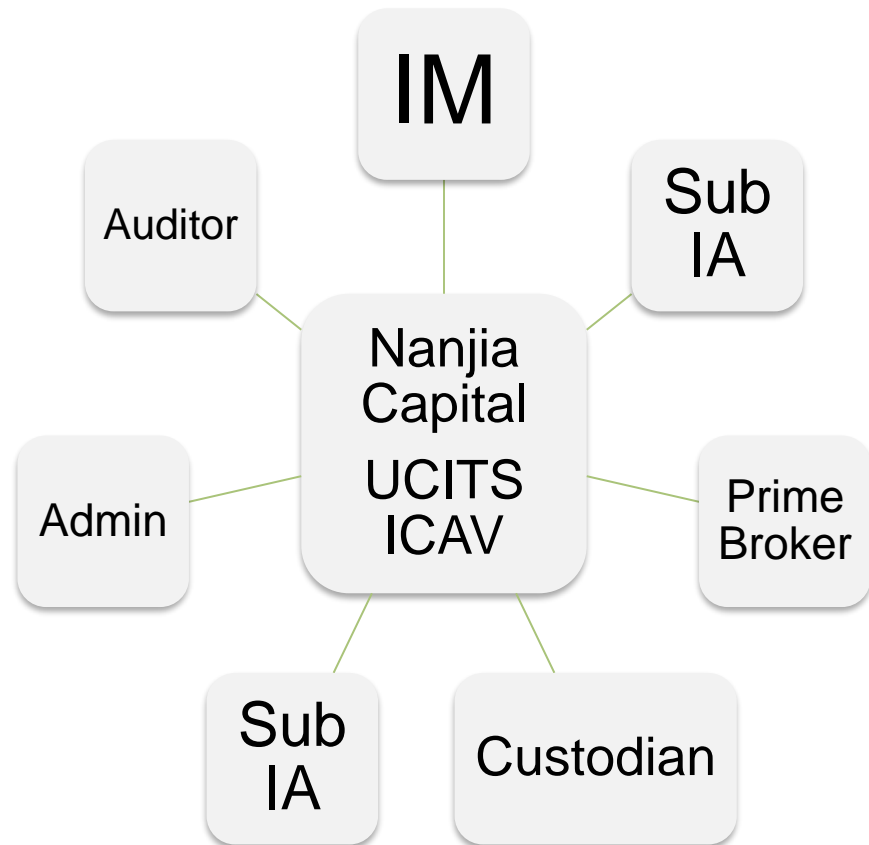 IM
Auditor
Sub
IA
Nanjia
Capital
UCITS
ICAV
Admin
Prime
Broker
Sub
IA
Custodian